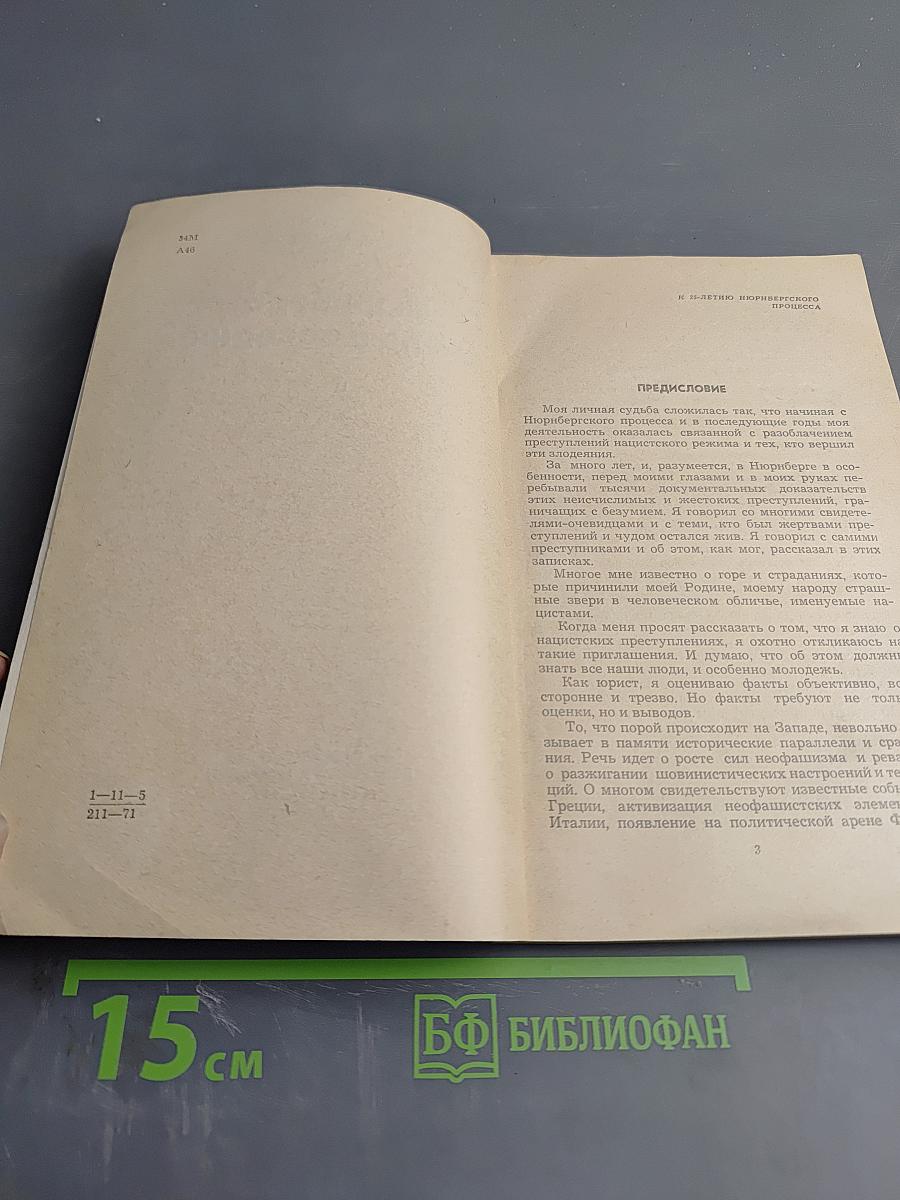 34М
А46
1—11—5
211—71
К 25-ЛЕТИЮ НЮРНБЕРГСКОГО
ПРОЦЕССА
ПРЕДИСЛОВИЕ
Моя личная судьба сложилась так, что начиная с
Нюрнбергского процесса и в последующие годы моя
деятельность оказалась связанной с разоблачением
преступлений нацистского режима и тех, кто вершил
эти злодеяния.
За много лет, и, разумеется, в Нюрнберге в осо-
бенности, перед моими глазами и в моих руках пе-
ребывали тысячи документальных доказательств
этих неисчислимых и жестоких преступлений, гра-
ничащих с безумием. Я говорил со многими свидете-
лями-очевидцами и с теми, кто был жертвами пре-
ступлений и чудом остался жив. Я говорил с самими
преступниками и об этом, как мог, рассказал в этих
записках.
Многое мне известно о горе и страданиях, кото-
рые причинили моей Родине, моему народу страш-
ные звери в человеческом обличье, именуемые на-
цистами.
Когда меня просят рассказать о том, что я знаю о
нацистских преступлениях, я охотно откликаюсь на
такие приглашения. И думаю, что об этом должн
знать все наши люди, и особенно молодежь.
Как юрист, я оцениваю факты объективно, вс
сторонне и трезво. Но факты требуют не толь
оценки, но и выводов.
То, что порой происходит на Западе, невольно
зывает в памяти исторические параллели и сра
ния. Речь идет о росте сил неофашизма и рева
о разжигании шовинистических настроений и те
ций. О многом свидетельствуют известные собы
Греции, активизация неофашистских элемен
Италии, появление на политической арене Ф
3
15 см
БФ БИБЛИОФАН